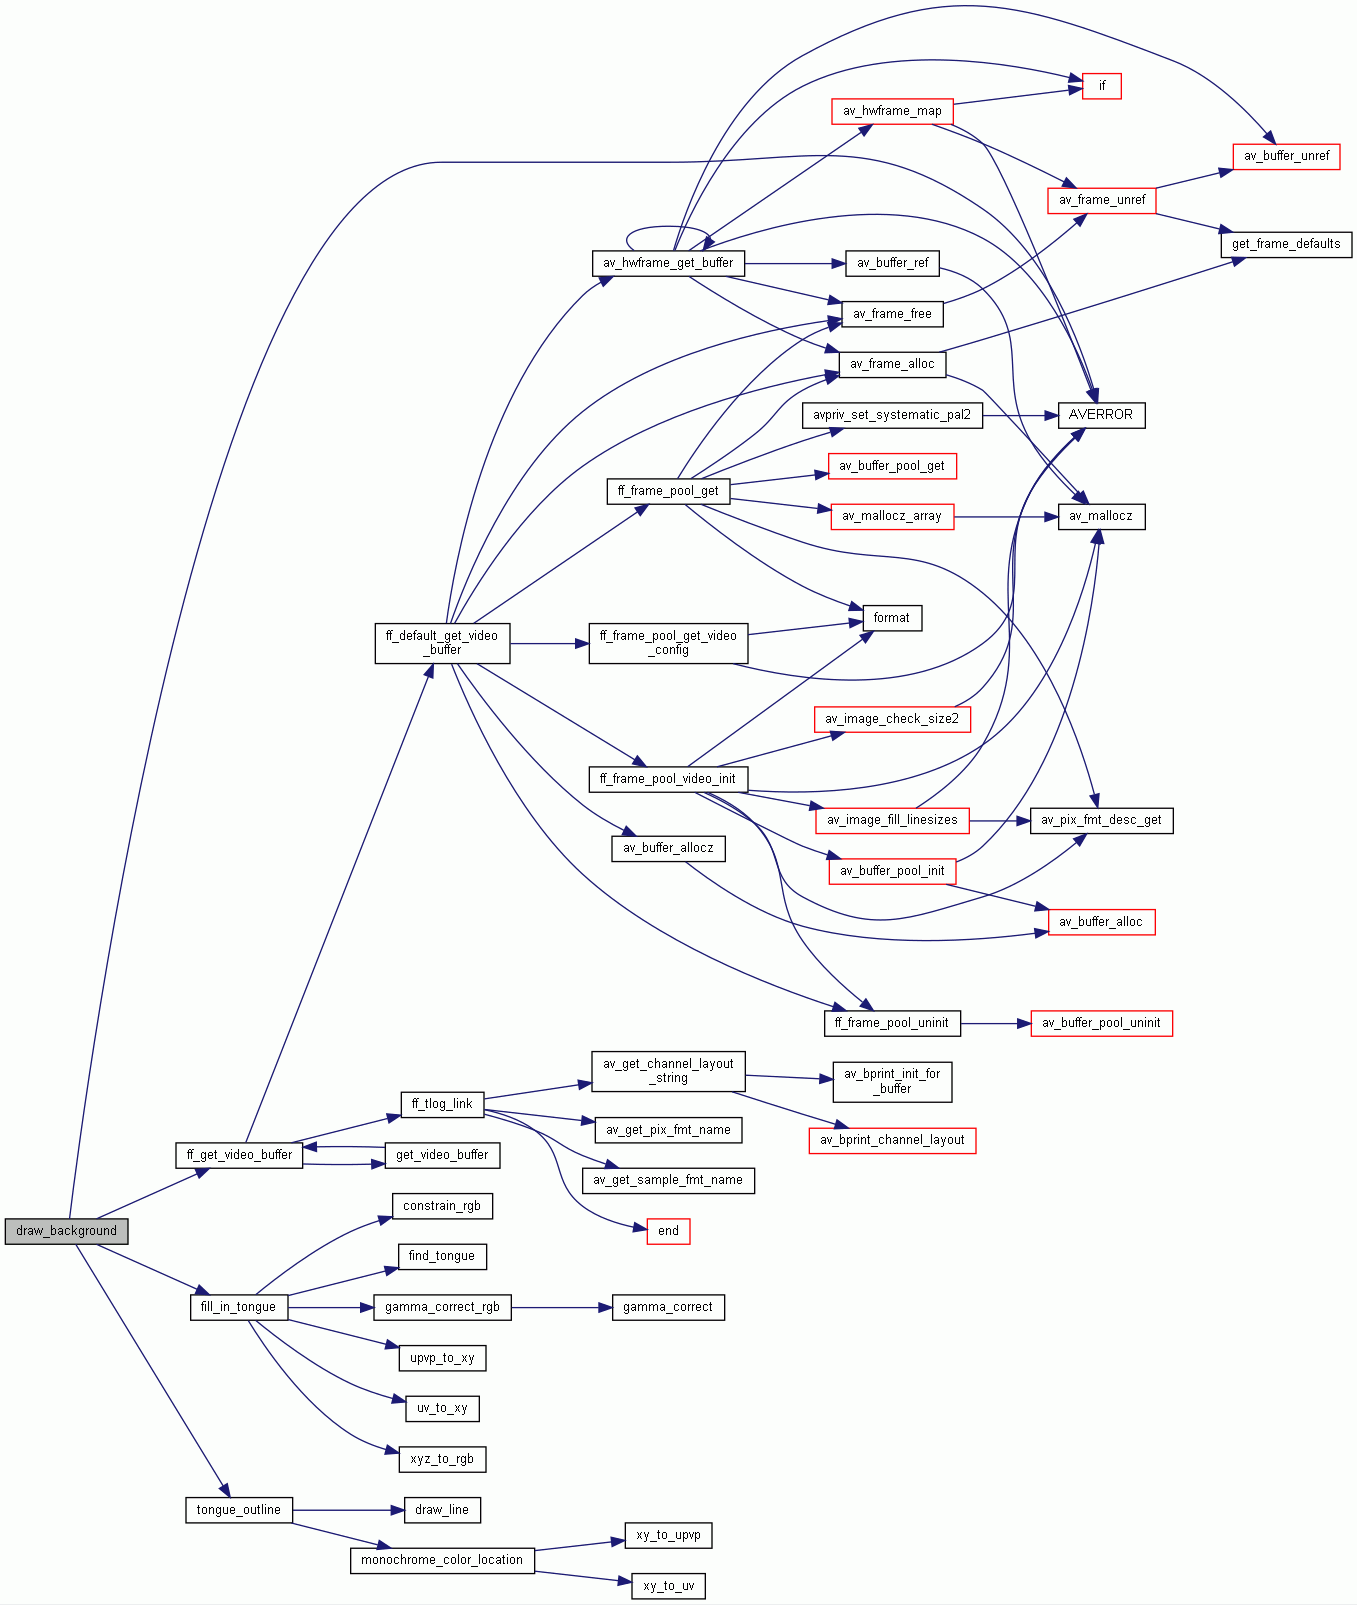 if
av_hwframe_map
av_buffer_unref
av_frame_unref
get_frame_defaults
av_hwframe_get_buffer
av_buffer_ref
av_frame_free
av_frame_alloc
avpriv_set_systematic_pal2
AVERROR
av_buffer_pool_get
ff_frame_pool_get
av_mallocz_array
av_mallocz
format
ff_default_get_video
_buffer
ff_frame_pool_get_video
_config
av_image_check_size2
ff_frame_pool_video_init
av_image_fill_linesizes
av_pix_fmt_desc_get
av_buffer_allocz
av_buffer_pool_init
av_buffer_alloc
ff_frame_pool_uninit
av_buffer_pool_uninit
av_get_channel_layout
_string
av_bprint_init_for
_buffer
ff_tlog_link
av_get_pix_fmt_name
av_bprint_channel_layout
ff_get_video_buffer
get_video_buffer
av_get_sample_fmt_name
constrain_rgb
draw_background
end
find_tongue
fill_in_tongue
gamma_correct_rgb
gamma_correct
upvp_to_xy
uv_to_xy
xyz_to_rgb
tongue_outline
draw_line
xy_to_upvp
monochrome_color_location
xy_to_uv